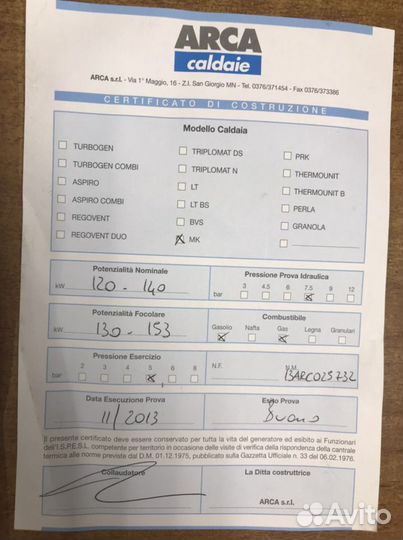 ARCA
caldaie
ARCA s.r.l. - Via 1° Maggio, 16 - Z.I. San Giorgio MN - Tel. 0376/371454 - Fax 0376/373386
CERTIFICATO DI COSTRUZIONE
Modello Caldaia
TURBOGEN
TRIPLOMAT DS
PRK
TURBOGEN COMBI
TRIPLOMAT N
THERMOUNIT
ASPIRO
LT
THERMOUNIT B
ASPIRO COMBI
LT BS
PERLA
REGOVENT
BVS
GRANOLA
REGOVENT DUO
MK
Potenzialità Nominale
kW 120 - 140
Pressione Prova Idraulica
3 4.5 6 7.5 9 12
bar
Potenzialità Focolare
kW 130 - 153
Combustibile
Gasolio Nafta Gas Legna Granulari
Pressione Esercizio
2 3 4 5 6 8
bar
N.F.
N.M.
13ARC025732
Data Esecuzione Prova
11/2013
Esito Prova
Buono
Il presente certificato deve essere conservato per tutta la vita del generatore ed esibito ai Funzionari
dell'I.S.P.E.S.L. competente per territorio in occasione delle visite di verifica della rispondenza della centrale
termica alle norme previste dal D.M. 01.12.1975, pubblicato sulla Gazzetta Ufficiale n. 33 del 06.02.1976.
Collaudatore
La Ditta costruttrice
ARCA s.r.l.
Avito